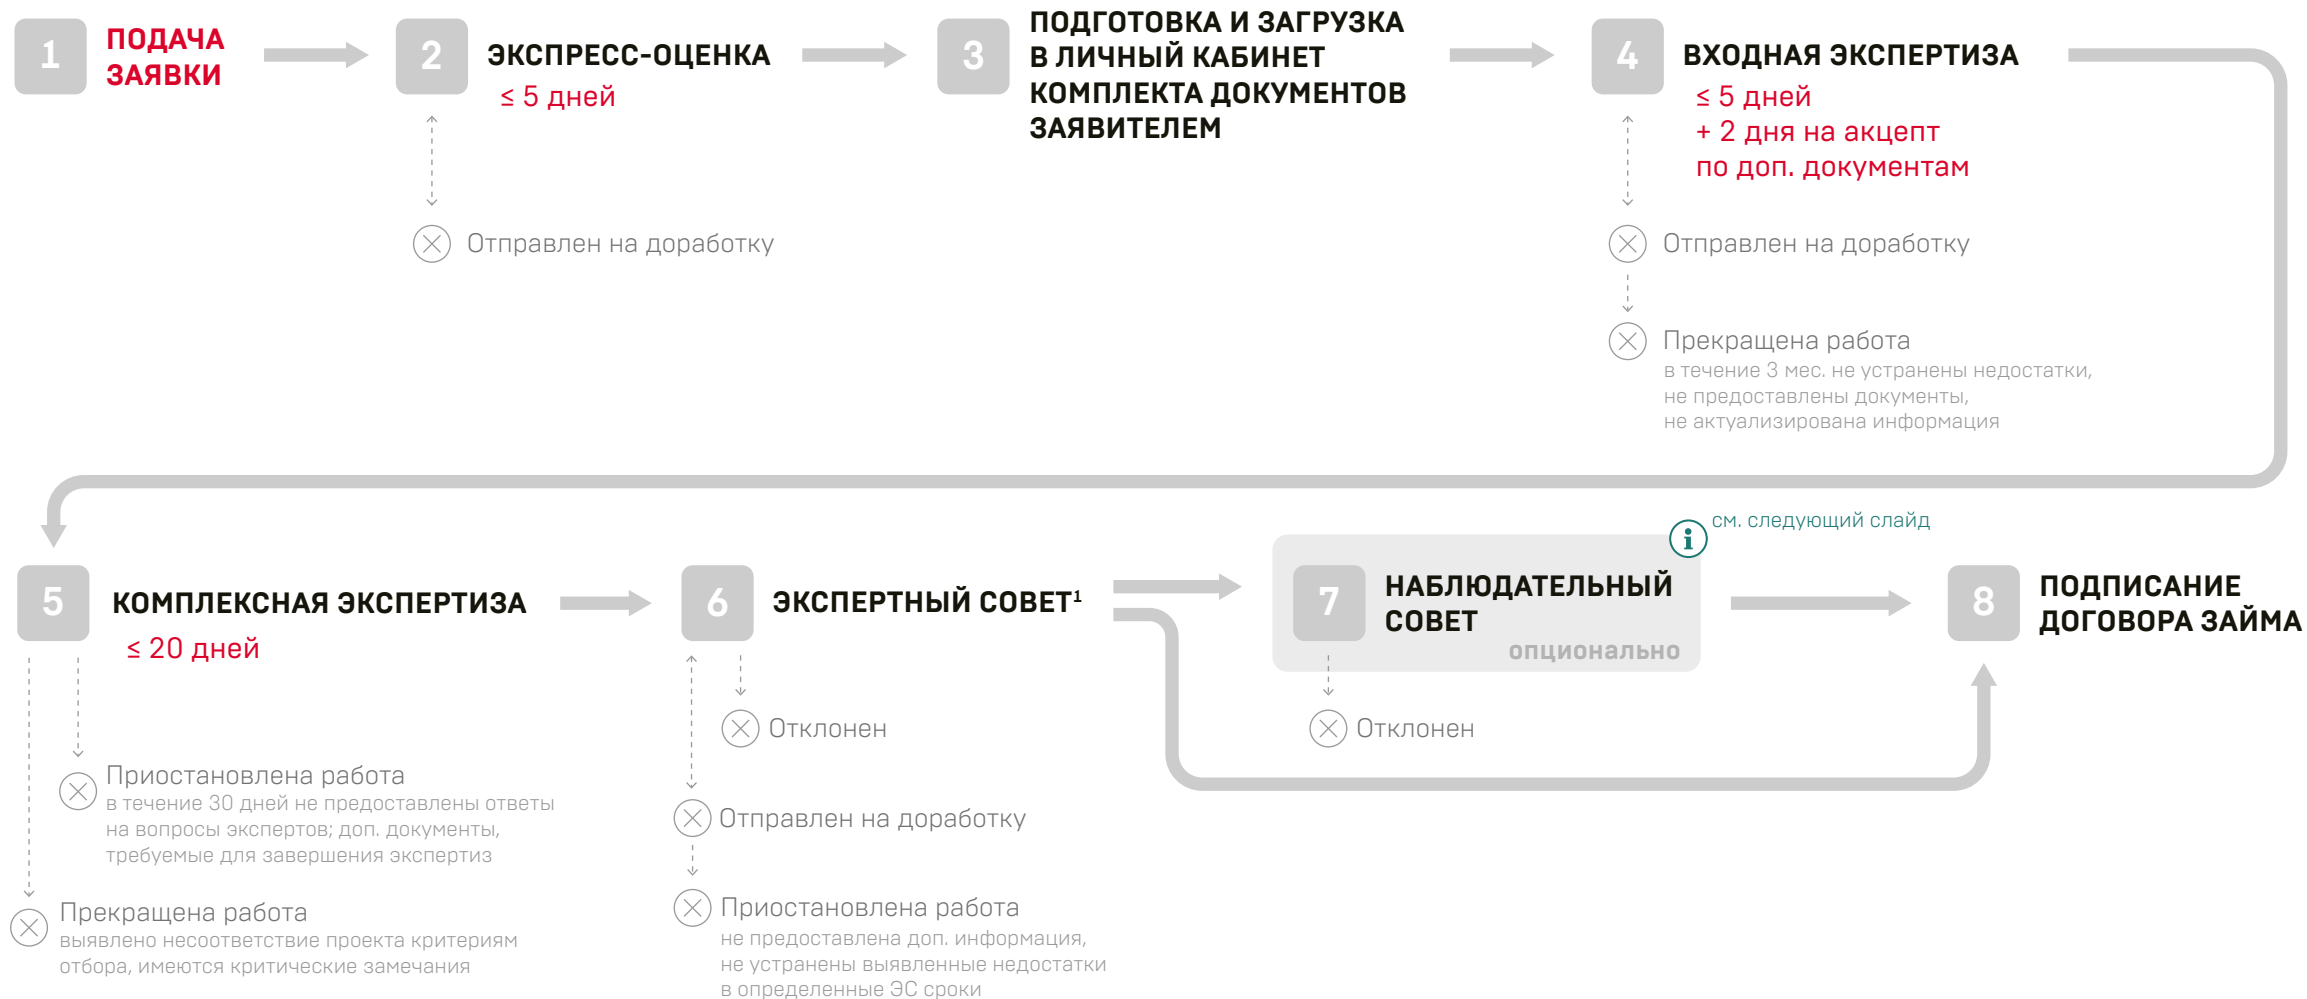 1
ПОДАЧА
ЗАЯВКИ
2
ЭКСПРЕСС-ОЦЕНКА
≤ 5 дней
Отправлен на доработку
3
ПОДГОТОВКА И ЗАГРУЗКА
В ЛИЧНЫЙ КАБИНЕТ
КОМПЛЕКТА ДОКУМЕНТОВ
ЗАЯВИТЕЛЕМ
4
ВХОДНАЯ ЭКСПЕРТИЗА
≤ 5 дней
+ 2 дня на акцепт
по доп. документам
Отправлен на доработку
Прекращена работа
в течение 3 мес. не устранены недостатки,
не предоставлены документы,
не актуализирована информация
5
КОМПЛЕКСНАЯ ЭКСПЕРТИЗА
≤ 20 дней
Приостановлена работа
в течение 30 дней не предоставлены ответы
на вопросы экспертов; доп. документы,
требуемые для завершения экспертиз
Прекращена работа
выявлено несоответствие проекта критериям
отбора, имеются критические замечания
6
ЭКСПЕРТНЫЙ СОВЕТ¹
Отклонен
Отправлен на доработку
Приостановлена работа
не предоставлена доп. информация,
не устранены выявленные недостатки
в определенные ЭС сроки
i
см. следующий слайд
7
НАБЛЮДАТЕЛЬНЫЙ
СОВЕТ
опционально
Отклонен
8
ПОДПИСАНИЕ
ДОГОВОРА ЗАЙМА